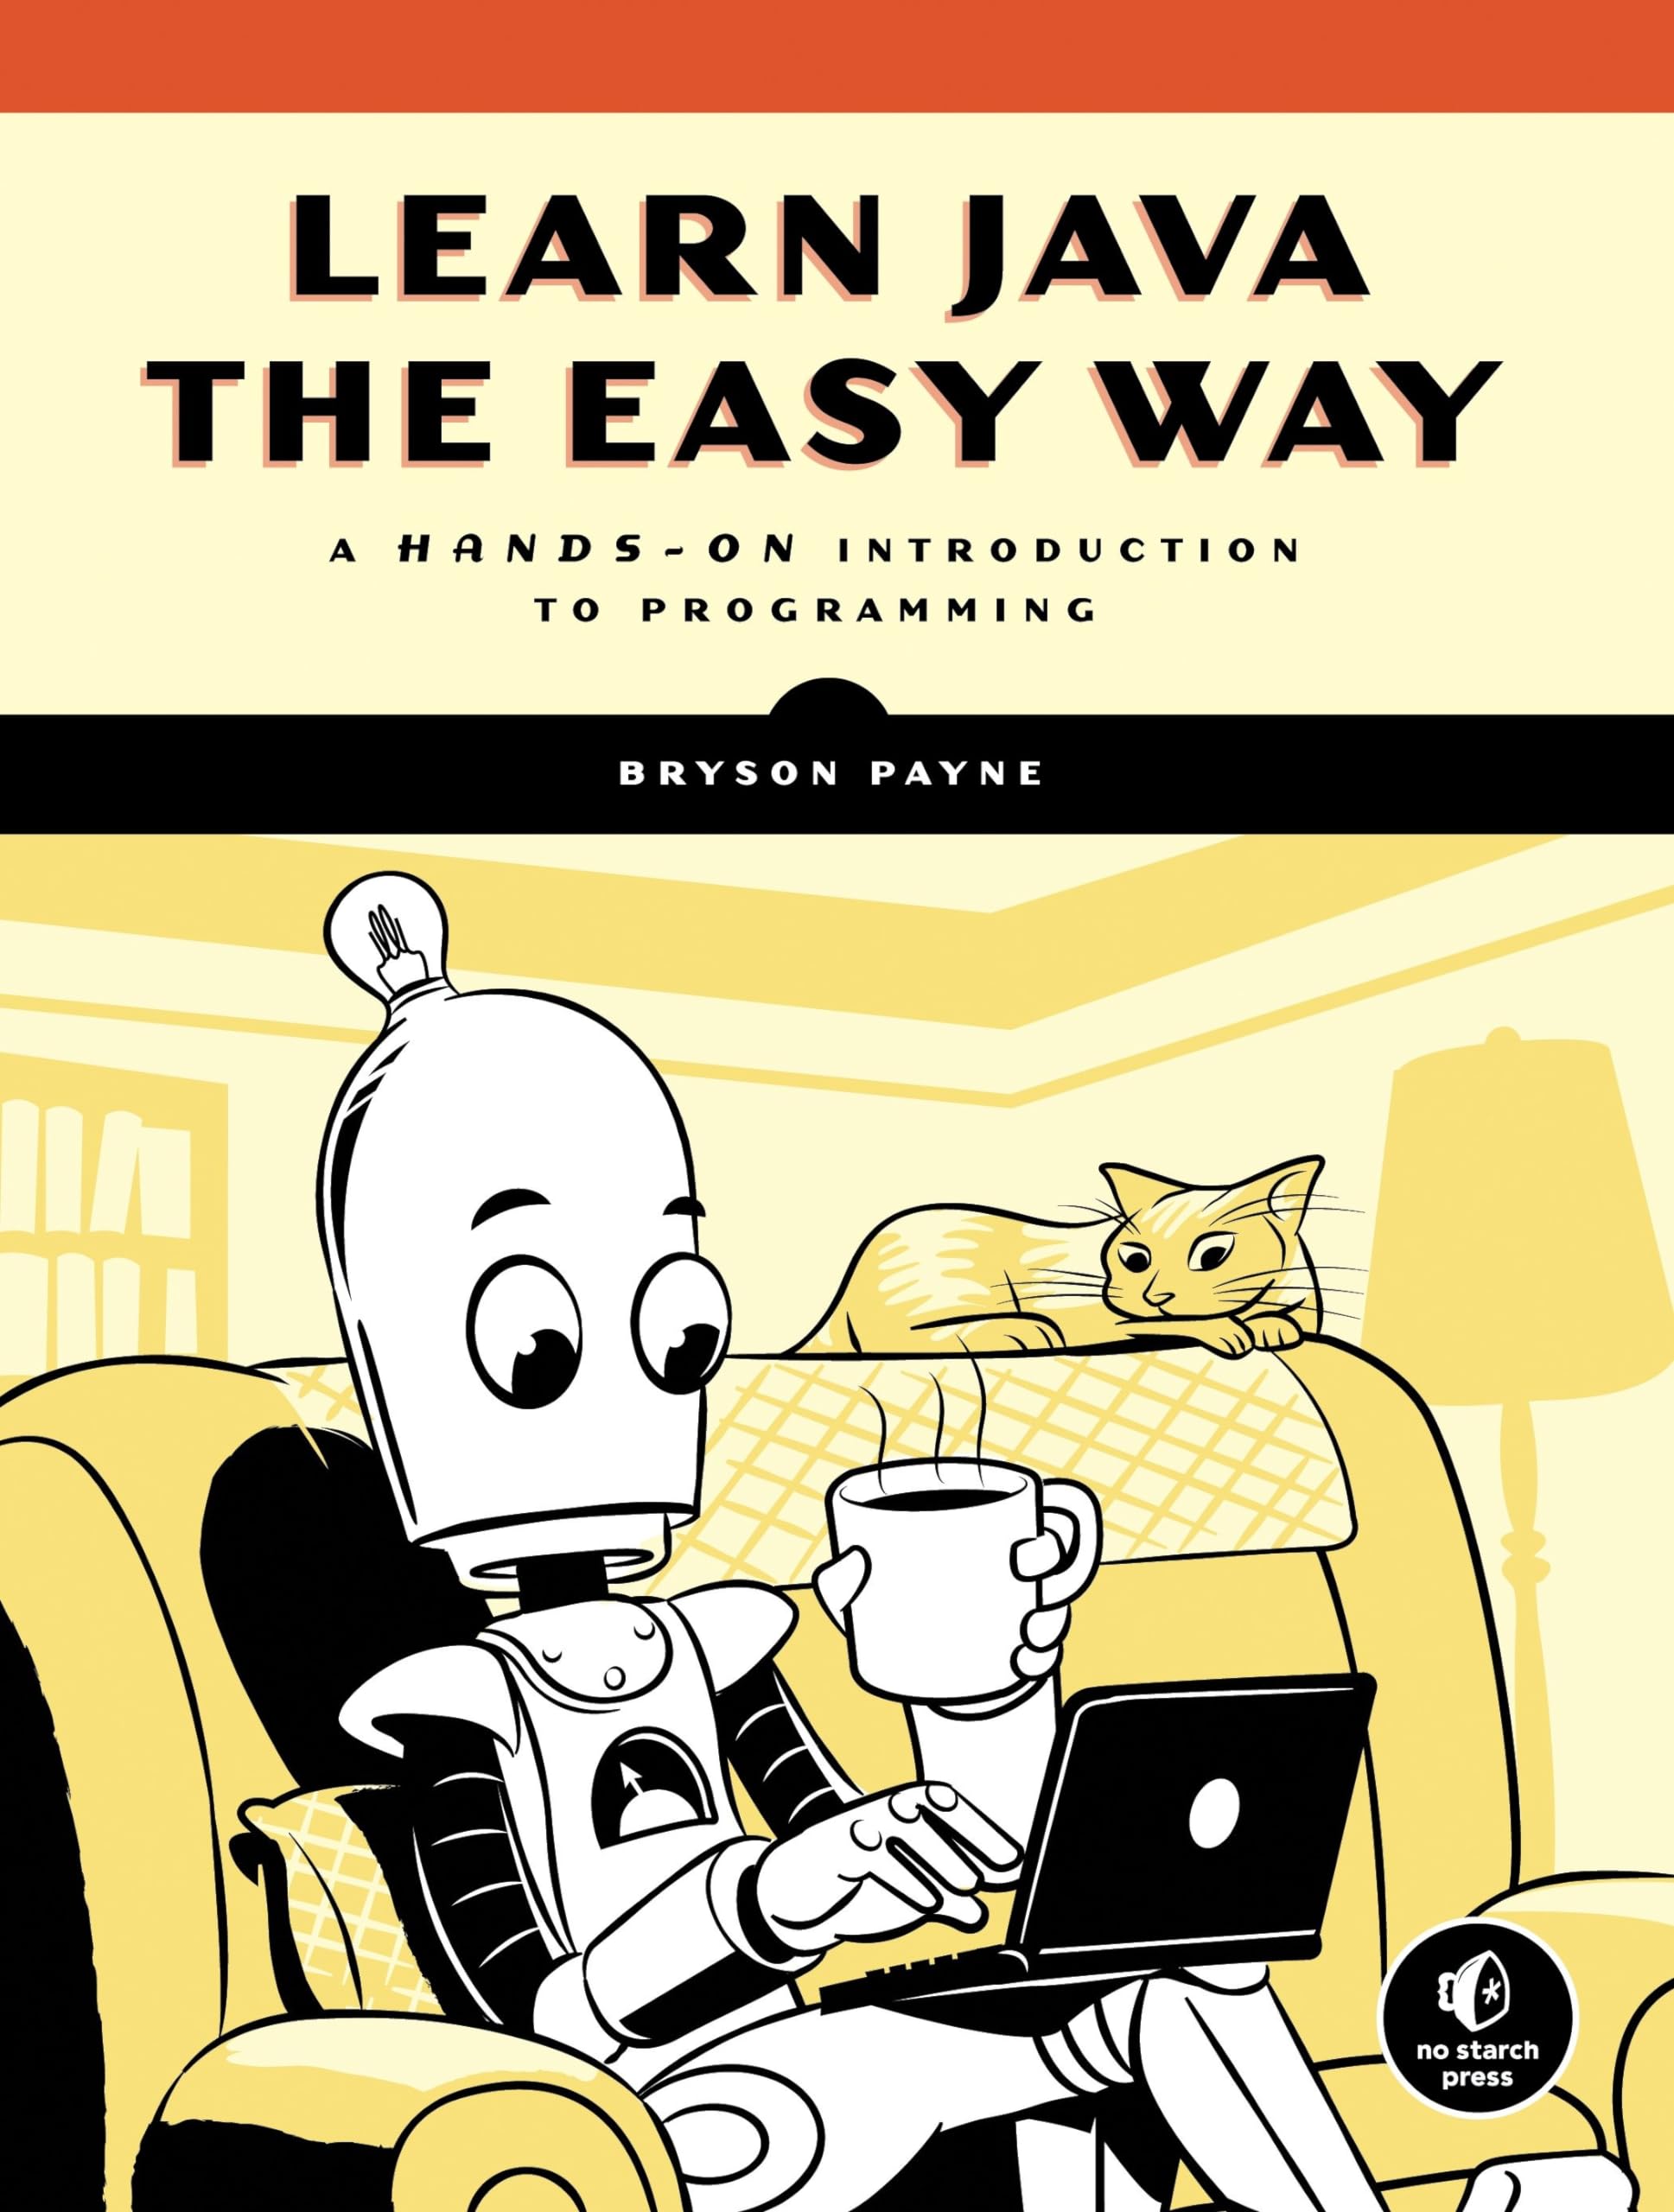 LEARN JAVA
THE EASY WAY
A HANDS-ON INTRODUCTION
TO PROGRAMMING
BRYSON PAYNE
no starch
press